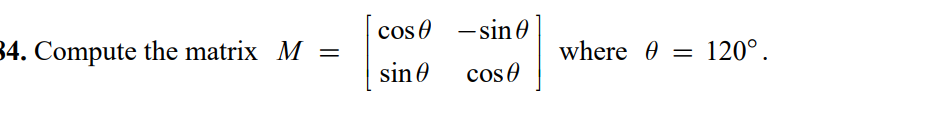 34. Compute the matrix M = [ cos θ −sin θ ; sin θ cos θ ] where θ = 120°.